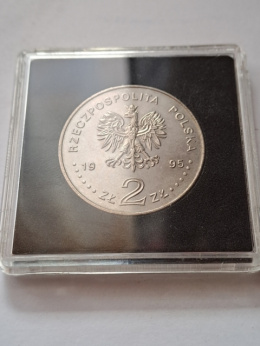 RZECZPOSPOLITA POLSKA
19 95
ZŁ 2 ZŁ